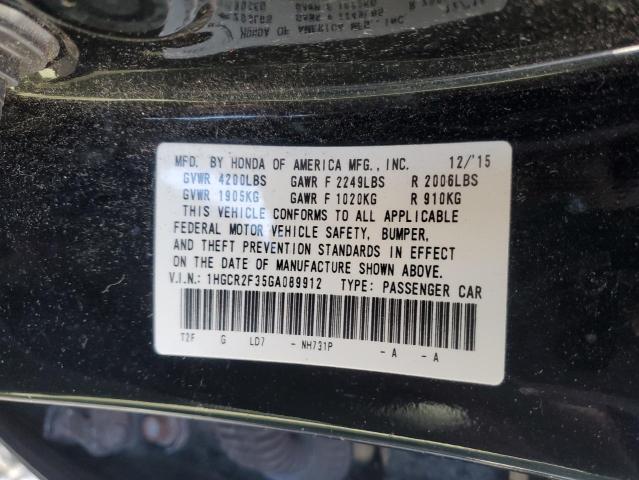 MFD. BY HONDA OF AMERICA MFG., INC. 12/'15
GVWR 4200LBS GAWR F 2249LBS R 2006LBS
GVWR 1905KG GAWR F 1020KG R 910KG
THIS VEHICLE CONFORMS TO ALL APPLICABLE
FEDERAL MOTOR VEHICLE SAFETY, BUMPER,
AND THEFT PREVENTION STANDARDS IN EFFECT
ON THE DATE OF MANUFACTURE SHOWN ABOVE.
V.I.N.: 1HGCR2F35GA089912 TYPE: PASSENGER CAR
T2F G LD7 - NH731P - A - A